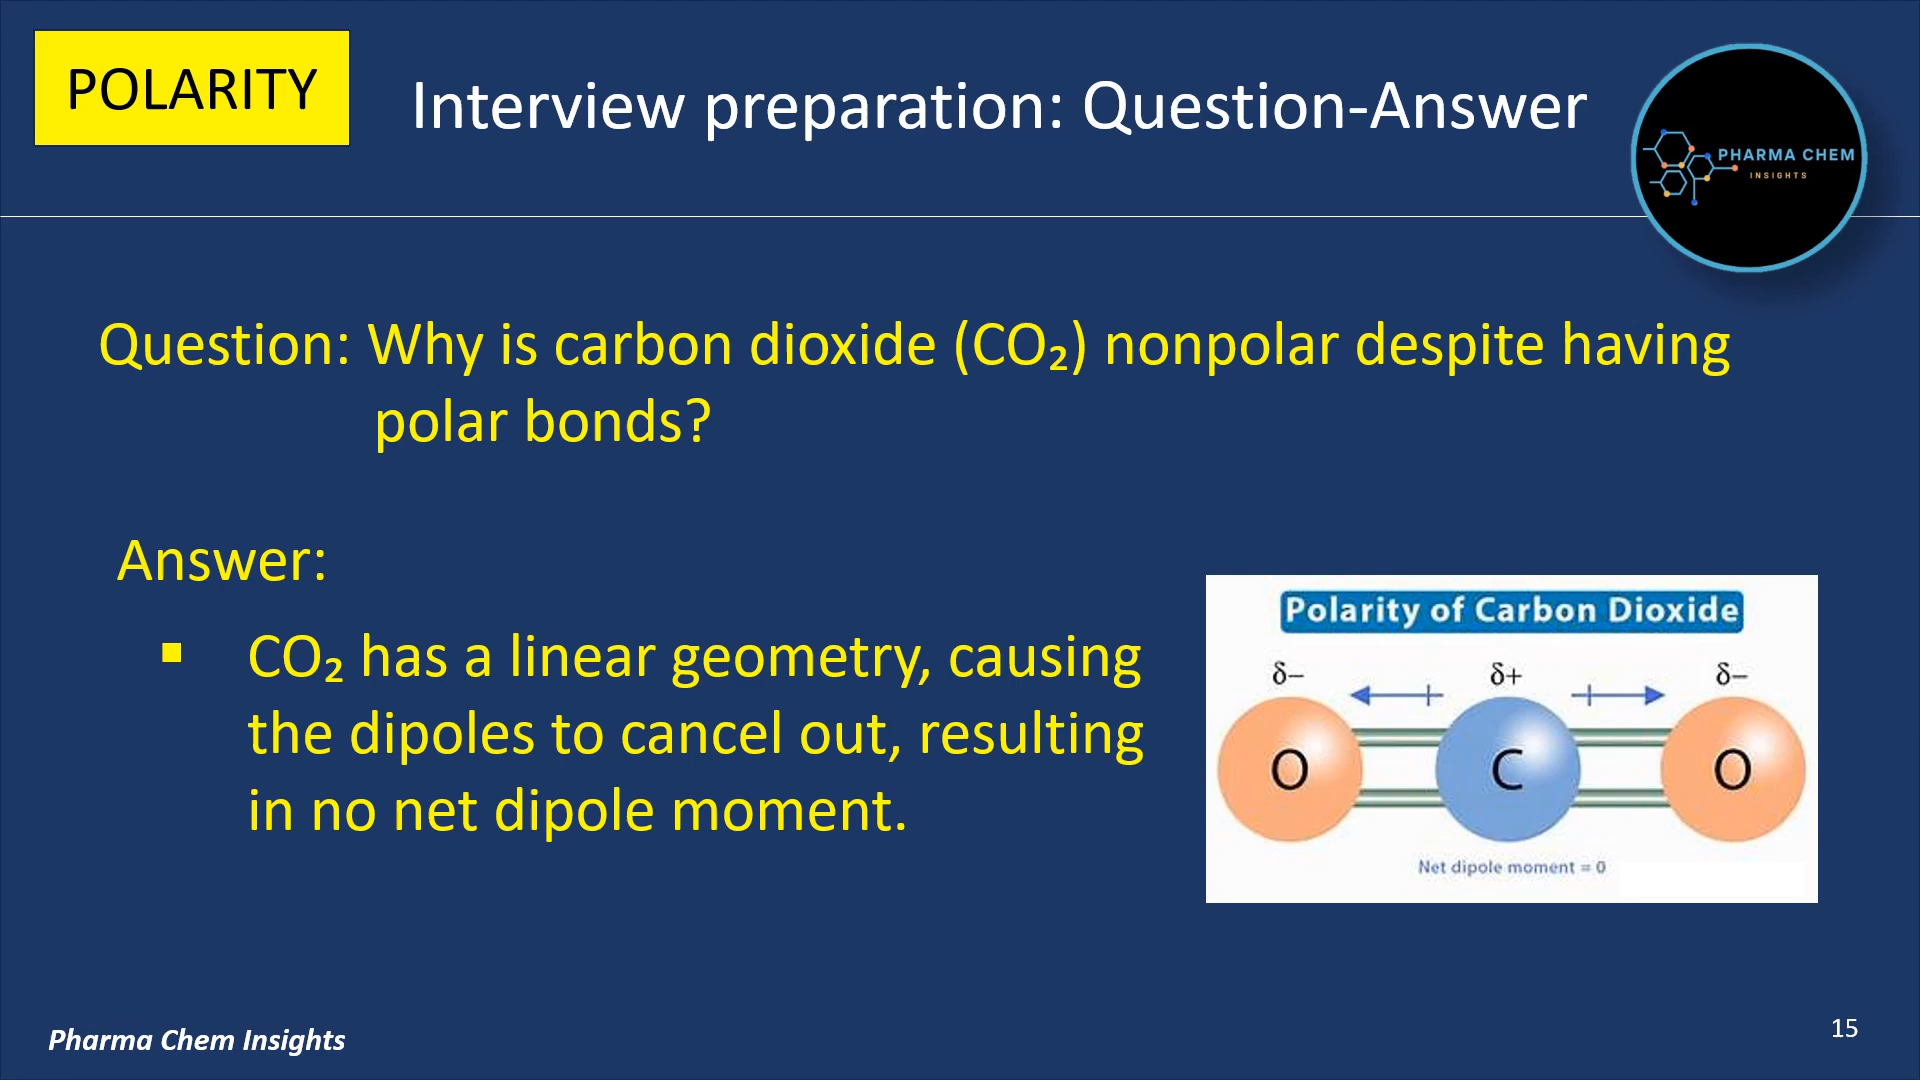 POLARITY
Interview preparation: Question-Answer
PHARMA CHEM
INSIGHTS
Question: Why is carbon dioxide (CO₂) nonpolar despite having
polar bonds?
Answer:
▪ CO₂ has a linear geometry, causing
the dipoles to cancel out, resulting
in no net dipole moment.
Polarity of Carbon Dioxide
δ– δ+ δ–
O C O
Net dipole moment = 0
Pharma Chem Insights
15